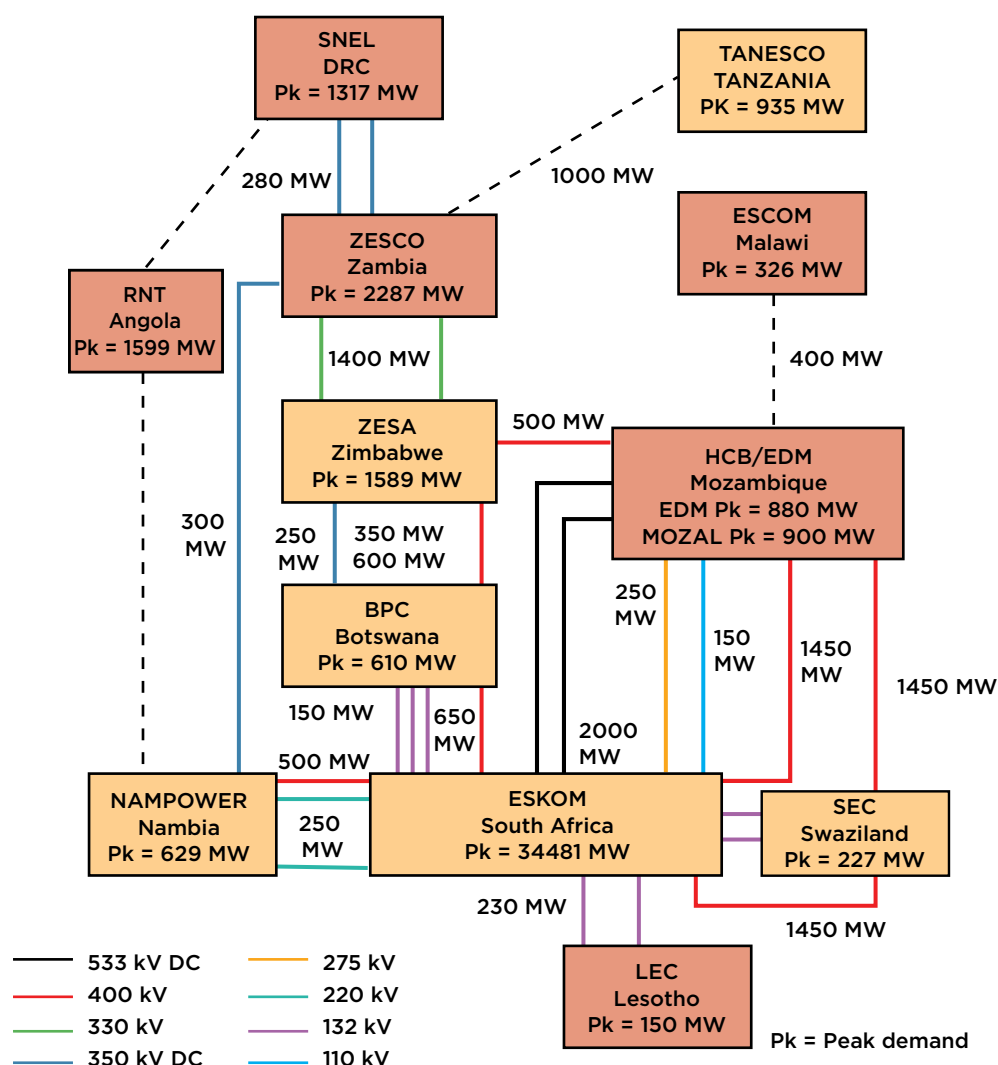 SNEL
DRC
Pk = 1317 MW
TANESCO
TANZANIA
PK = 935 MW
280 MW
1000 MW
ZESCO
Zambia
Pk = 2287 MW
ESCOM
Malawi
Pk = 326 MW
RNT
Angola
Pk = 1599 MW
1400 MW
400 MW
ZESA
Zimbabwe
Pk = 1589 MW
500 MW
HCB/EDM
Mozambique
EDM Pk = 880 MW
MOZAL Pk = 900 MW
300
MW
250
MW
350 MW
600 MW
BPC
Botswana
Pk = 610 MW
250
MW
150
MW
1450
MW
1450 MW
150 MW
650
MW
2000
MW
500 MW
NAMPOWER
Nambia
Pk = 629 MW
250
MW
ESKOM
South Africa
Pk = 34481 MW
SEC
Swaziland
Pk = 227 MW
230 MW
1450 MW
LEC
Lesotho
Pk = 150 MW
533 kV DC
400 kV
330 kV
350 kV DC
275 kV
220 kV
132 kV
110 kV
Pk = Peak demand